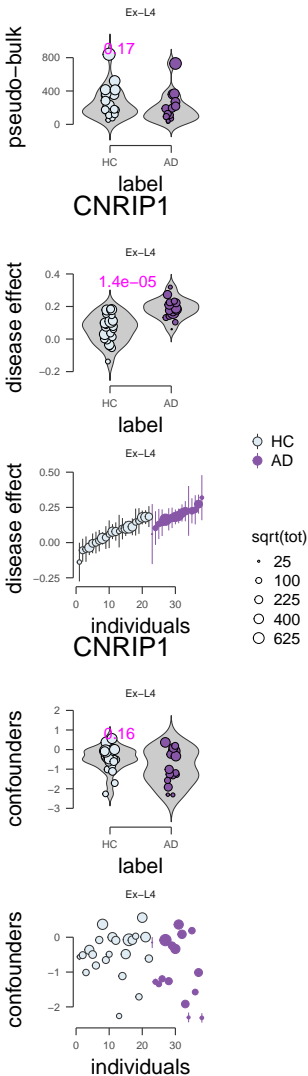 Ex−L4
0.17
pseudo−bulk
800
400
0
HC
AD
label
CNRIP1
Ex−L4
1.4e−05
disease effect
0.4
0.2
0.0
−0.2
HC
AD
label
Ex−L4
disease effect
0.50
0.25
0.00
−0.25
0
10
20
30
individuals
HC
AD
sqrt(tot)
25
100
225
400
625
CNRIP1
Ex−L4
0.16
confounders
2
1
0
−1
−2
−3
HC
AD
label
Ex−L4
confounders
0
−1
−2
0
10
20
30
individuals